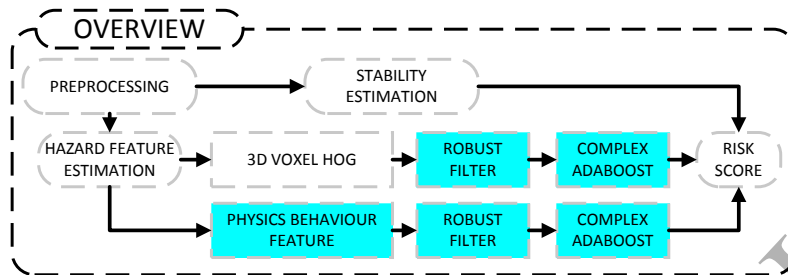 OVERVIEW
PREPROCESSING
STABILITY
ESTIMATION
HAZARD FEATURE
ESTIMATION
3D VOXEL HOG
ROBUST
FILTER
COMPLEX
ADABOOST
RISK
SCORE
PHYSICS BEHAVIOUR
FEATURE
ROBUST
FILTER
COMPLEX
ADABOOST